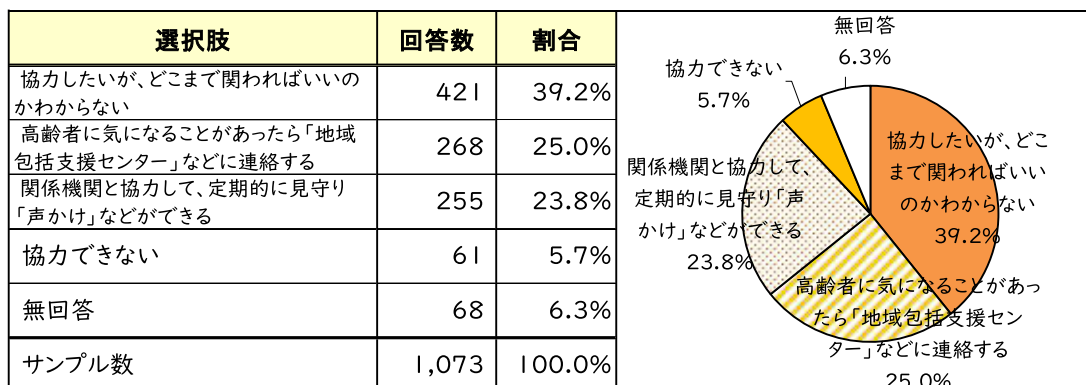 選択肢 回答数 割合
協力したいが、どこまで関わればいいの
かわからない 421 39.2%
高齢者に気になることがあったら「地域
包括支援センター」などに連絡する 268 25.0%
関係機関と協力して、定期的に見守り
「声かけ」などができる 255 23.8%
協力できない 61 5.7%
無回答 68 6.3%
サンプル数 1,073 100.0%
無回答
6.3%
協力できない
5.7%
協力したいが、どこ
まで関わればいい
のかわからない
39.2%
関係機関と協力して、
定期的に見守り「声
かけ」などができる
23.8%
高齢者に気になることがあっ
たら「地域包括支援セン
ター」などに連絡する
25.0%